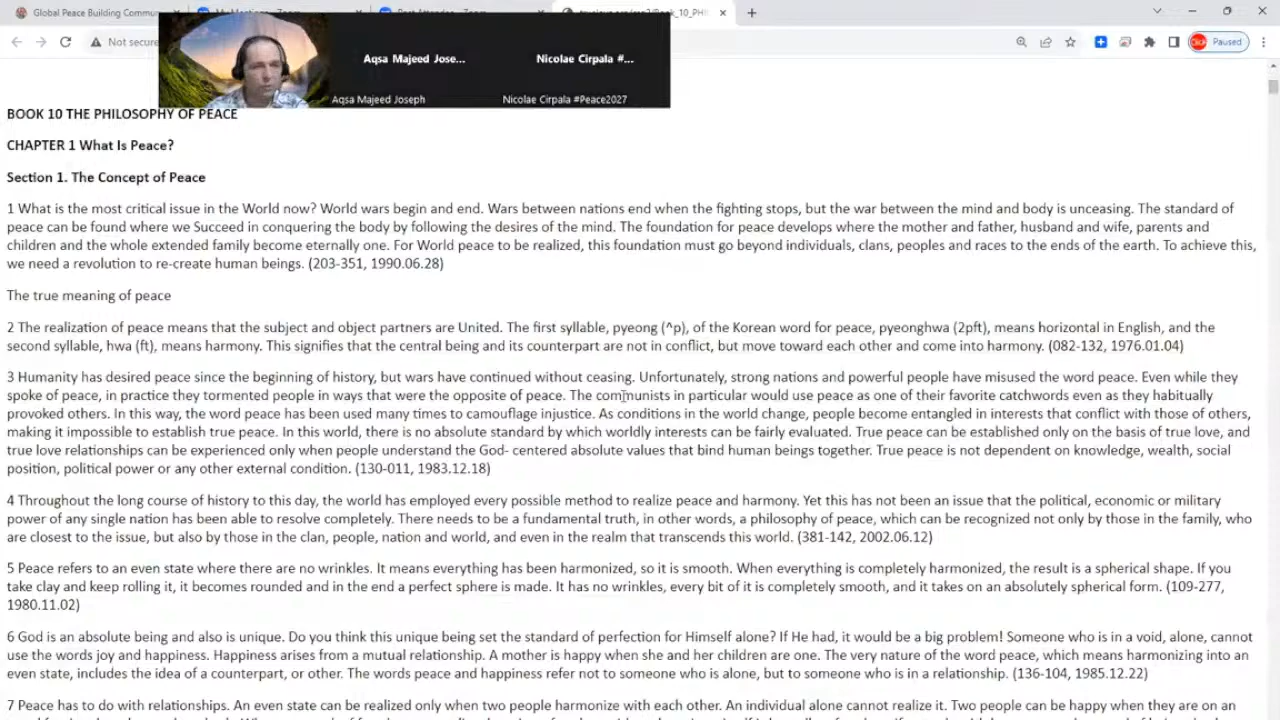 Global Peace Building Commu
My Meetings - Zoom
Post Attendee - Zoom
Not secure
Paused
Aqsa Majeed Jose...
Nicolae Cirpala #...
Aqsa Majeed Joseph
Nicolae Cirpala #Peace2027
BOOK 10 THE PHILOSOPHY OF PEACE
CHAPTER 1 What Is Peace?
Section 1. The Concept of Peace
1 What is the most critical issue in the World now? World wars begin and end. Wars between nations end when the fighting stops, but the war between the mind and body is unceasing. The standard of
peace can be found where we Succeed in conquering the body by following the desires of the mind. The foundation for peace develops where the mother and father, husband and wife, parents and
children and the whole extended family become eternally one. For World peace to be realized, this foundation must go beyond individuals, clans, peoples and races to the ends of the earth. To achieve this,
we need a revolution to re-create human beings. (203-351, 1990.06.28)
The true meaning of peace
2 The realization of peace means that the subject and object partners are United. The first syllable, pyeong (^p), of the Korean word for peace, pyeonghwa (2pft), means horizontal in English, and the
second syllable, hwa (ft), means harmony. This signifies that the central being and its counterpart are not in conflict, but move toward each other and come into harmony. (082-132, 1976.01.04)
3 Humanity has desired peace since the beginning of history, but wars have continued without ceasing. Unfortunately, strong nations and powerful people have misused the word peace. Even while they
spoke of peace, in practice they tormented people in ways that were the opposite of peace. The communists in particular would use peace as one of their favorite catchwords even as they habitually
provoked others. In this way, the word peace has been used many times to camouflage injustice. As conditions in the world change, people become entangled in interests that conflict with those of others,
making it impossible to establish true peace. In this world, there is no absolute standard by which worldly interests can be fairly evaluated. True peace can be established only on the basis of true love, and
true love relationships can be experienced only when people understand the God- centered absolute values that bind human beings together. True peace is not dependent on knowledge, wealth, social
position, political power or any other external condition. (130-011, 1983.12.18)
4 Throughout the long course of history to this day, the world has employed every possible method to realize peace and harmony. Yet this has not been an issue that the political, economic or military
power of any single nation has been able to resolve completely. There needs to be a fundamental truth, in other words, a philosophy of peace, which can be recognized not only by those in the family, who
are closest to the issue, but also by those in the clan, people, nation and world, and even in the realm that transcends this world. (381-142, 2002.06.12)
5 Peace refers to an even state where there are no wrinkles. It means everything has been harmonized, so it is smooth. When everything is completely harmonized, the result is a spherical shape. If you
take clay and keep rolling it, it becomes rounded and in the end a perfect sphere is made. It has no wrinkles, every bit of it is completely smooth, and it takes on an absolutely spherical form. (109-277,
1980.11.02)
6 God is an absolute being and also is unique. Do you think this unique being set the standard of perfection for Himself alone? If He had, it would be a big problem! Someone who is in a void, alone, cannot
use the words joy and happiness. Happiness arises from a mutual relationship. A mother is happy when she and her children are one. The very nature of the word peace, which means harmonizing into an
even state, includes the idea of a counterpart, or other. The words peace and happiness refer not to someone who is alone, but to someone who is in a relationship. (136-104, 1985.12.22)
7 Peace has to do with relationships. An even state can be realized only when two people harmonize with each other. An individual alone cannot realize it. Two people can be happy when they are on an